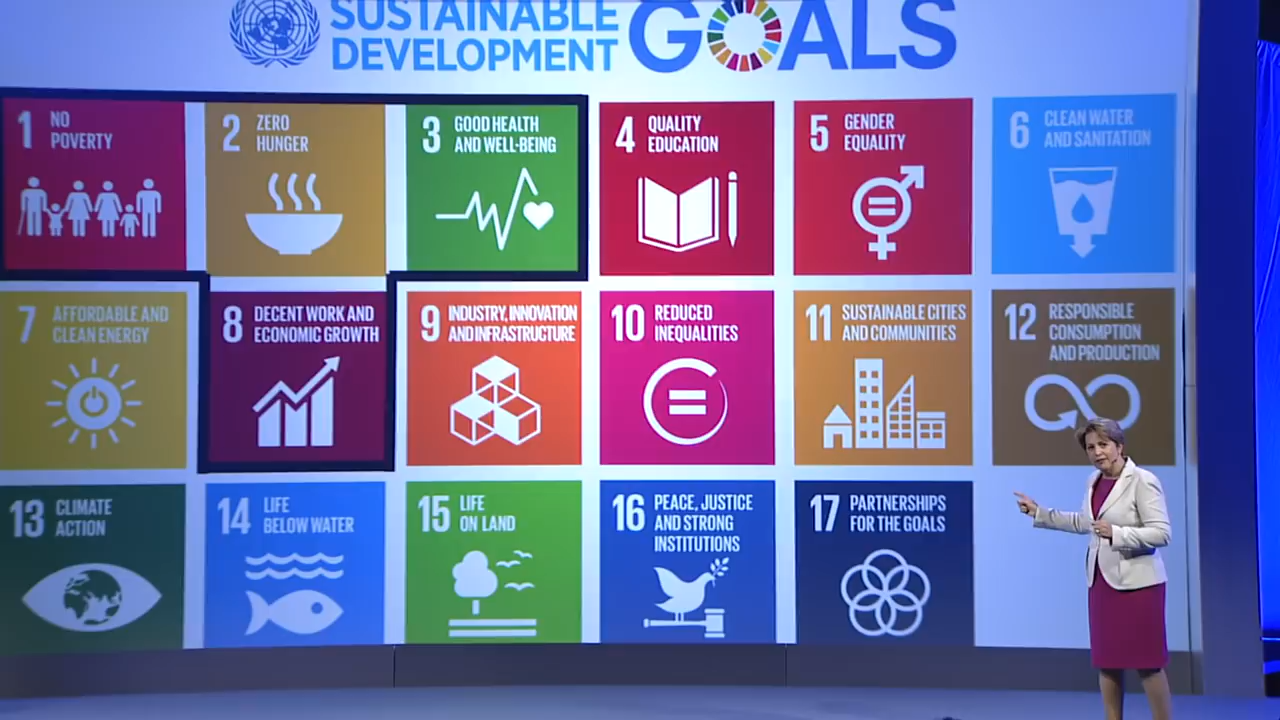 SUSTAINABLE
DEVELOPMENT
GOALS
1 NO
POVERTY
2 ZERO
HUNGER
3 GOOD HEALTH
AND WELL-BEING
4 QUALITY
EDUCATION
5 GENDER
EQUALITY
6 CLEAN WATER
AND SANITATION
7 AFFORDABLE AND
CLEAN ENERGY
8 DECENT WORK AND
ECONOMIC GROWTH
9 INDUSTRY, INNOVATION
AND INFRASTRUCTURE
10 REDUCED
INEQUALITIES
11 SUSTAINABLE CITIES
AND COMMUNITIES
12 RESPONSIBLE
CONSUMPTION
AND PRODUCTION
13 CLIMATE
ACTION
14 LIFE
BELOW WATER
15 LIFE
ON LAND
16 PEACE, JUSTICE
AND STRONG
INSTITUTIONS
17 PARTNERSHIPS
FOR THE GOALS